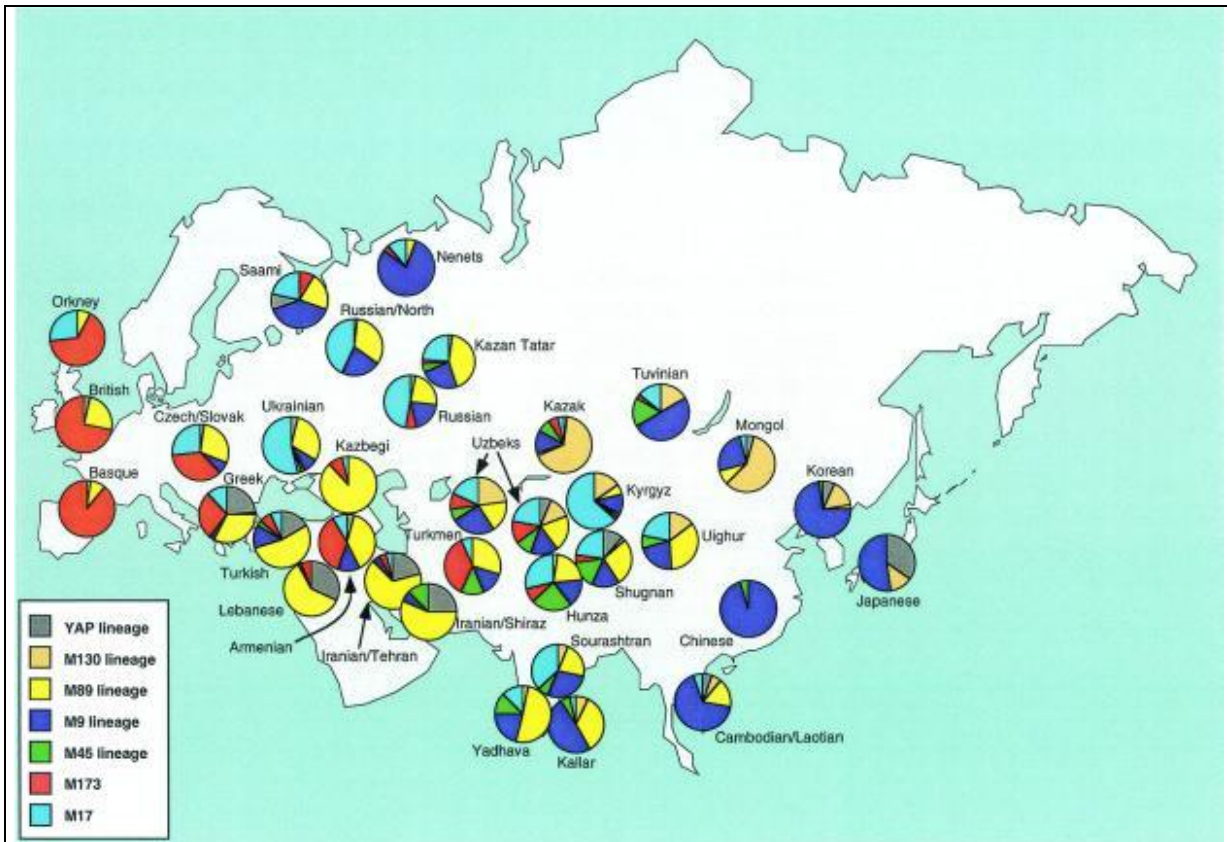 Nenets
Saami
Orkney
Russian/North
Kazan Tatar
British
Tuvinian
Czech/Slovak
Ukrainian
Russian
Kazak
Mongol
Uzbeks
Kazbegi
Basque
Greek
Korean
Kyrgyz
Turkmen
Uighur
Turkish
Shugnan
Japanese
Lebanese
Hunza
Iranian/Shiraz
Chinese
Armenian
Iranian/Tehran
Sourashtran
Cambodian/Laotian
Yadhava
Kallar
YAP lineage
M130 lineage
M89 lineage
M9 lineage
M45 lineage
M173
M17